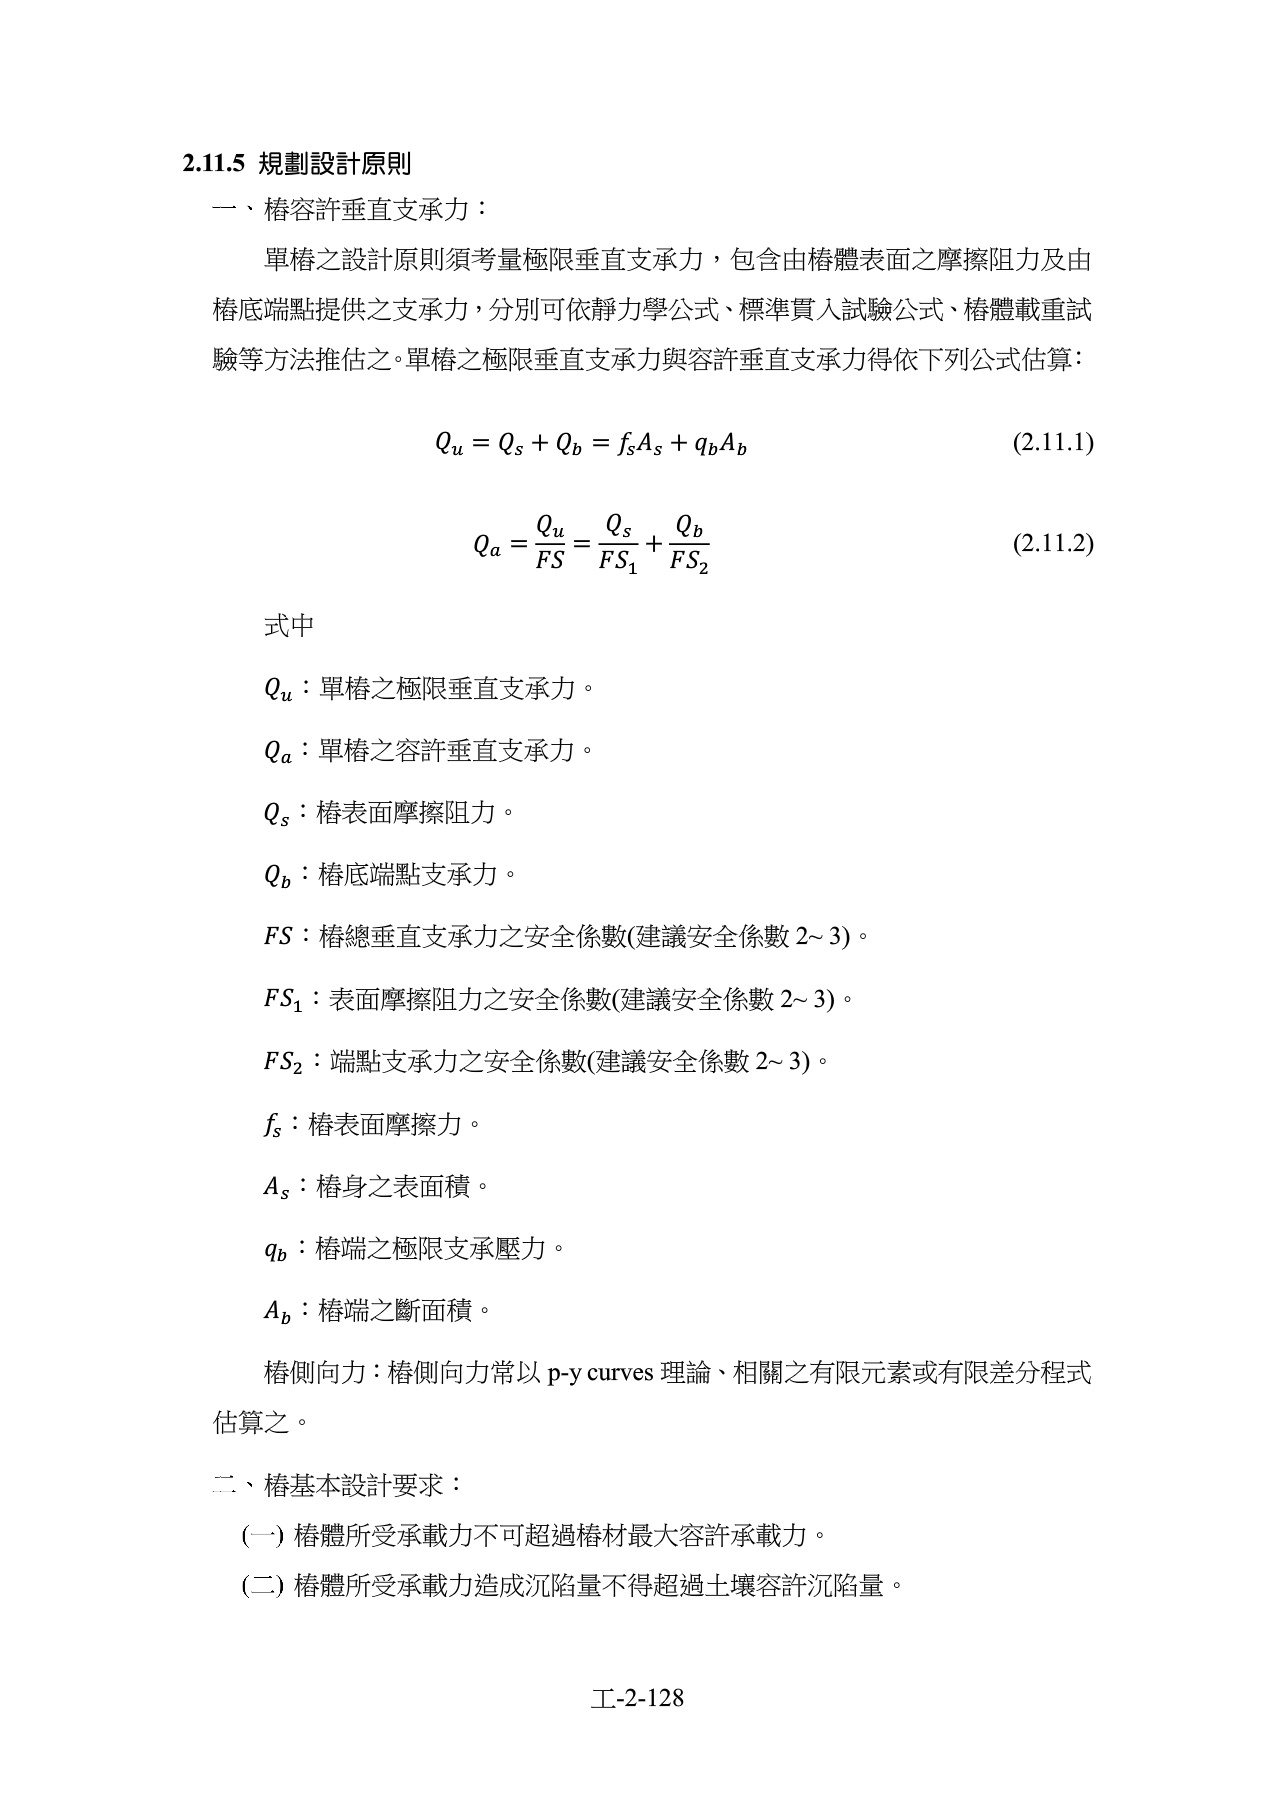 2.11.5 規劃設計原則
一、樁容許垂直支承力：
單樁之設計原則須考量極限垂直支承力，包含由樁體表面之摩擦阻力及由
樁底端點提供之支承力，分別可依靜力學公式、標準貫入試驗公式、樁體載重試
驗等方法推估之。單樁之極限垂直支承力與容許垂直支承力得依下列公式估算：
Q_u = Q_s + Q_b = f_s A_s + q_b A_b (2.11.1)
Q_a = Q_u/FS = Q_s/FS_1 + Q_b/FS_2 (2.11.2)
式中
Q_u：單樁之極限垂直支承力。
Q_a：單樁之容許垂直支承力。
Q_s：樁表面摩擦阻力。
Q_b：樁底端點支承力。
FS：樁總垂直支承力之安全係數(建議安全係數 2~ 3)。
FS_1：表面摩擦阻力之安全係數(建議安全係數 2~ 3)。
FS_2：端點支承力之安全係數(建議安全係數 2~ 3)。
f_s：樁表面摩擦力。
A_s：樁身之表面積。
q_b：樁端之極限支承壓力。
A_b：樁端之斷面積。
樁側向力：樁側向力常以 p-y curves 理論、相關之有限元素或有限差分程式
估算之。
二、樁基本設計要求：
(一) 樁體所受承載力不可超過樁材最大容許承載力。
(二) 樁體所受承載力造成沉陷量不得超過土壤容許沉陷量。
工-2-128